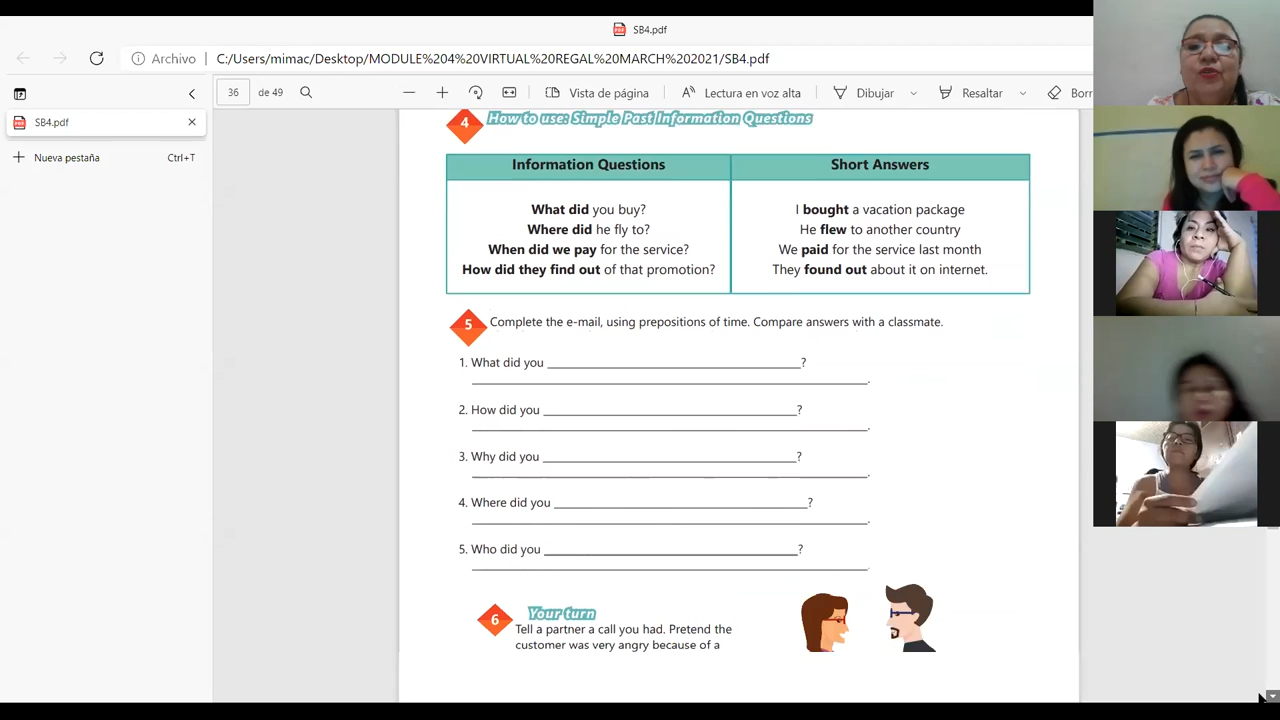 SB4.pdf
Archivo
C:/Users/mimac/Desktop/MODULE%204%20VIRTUAL%20REGAL%20MARCH%202021/SB4.pdf
36 de 49
Vista de página
Lectura en voz alta
Dibujar
Resaltar
Borr
SB4.pdf
Nueva pestaña Ctrl+T
4 How to use: Simple Past Information Questions
Information Questions Short Answers
What did you buy? I bought a vacation package
Where did he fly to? He flew to another country
When did we pay for the service? We paid for the service last month
How did they find out of that promotion? They found out about it on internet.
5 Complete the e-mail, using prepositions of time. Compare answers with a classmate.
1. What did you ?
.
2. How did you ?
.
3. Why did you ?
.
4. Where did you ?
.
5. Who did you ?
.
6 Your turn
Tell a partner a call you had. Pretend the
customer was very angry because of a